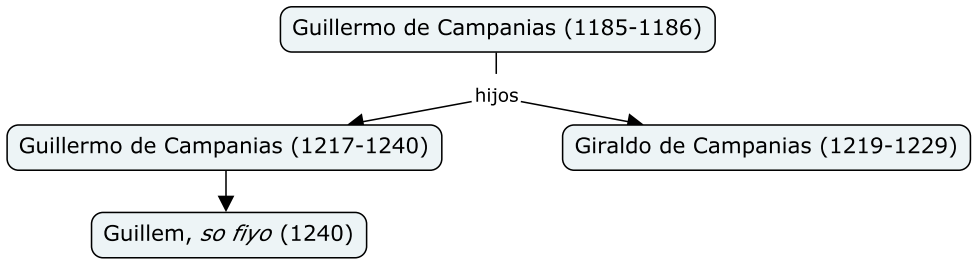 Guillermo de Campanias (1185-1186)
hijos
Guillermo de Campanias (1217-1240)
Giraldo de Campanias (1219-1229)
Guillem, so fiyo (1240)